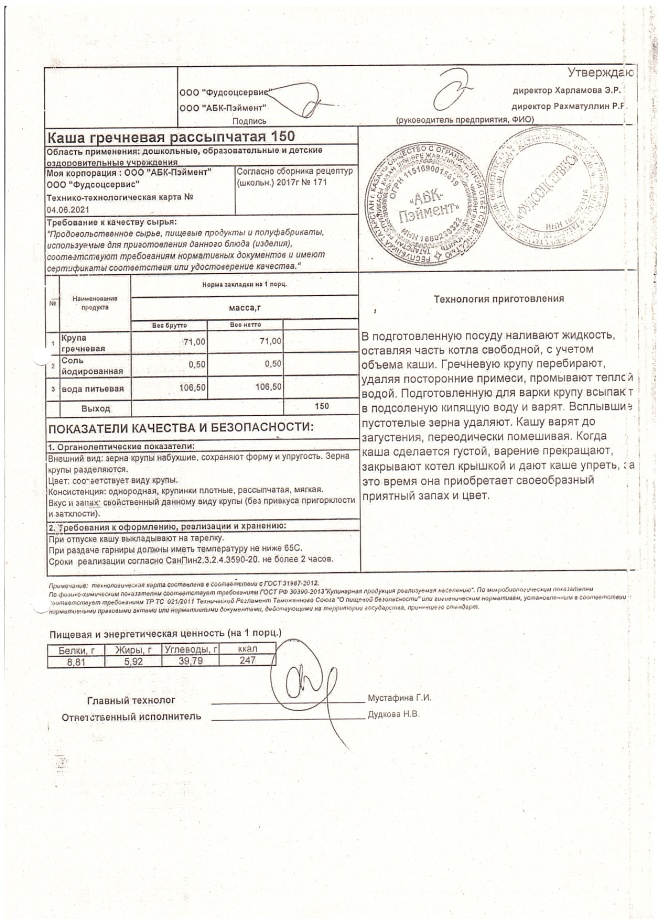 Утверждаю
ООО "Фудсоцсервис"
директор Харламова Э.Р.
ООО "АБК-Пэймент"
директор Рахматуллин Р.Г.
Подпись
(руководитель предприятия, ФИО)
Каша гречневая рассыпчатая 150
Область применения: дошкольные, образовательные и детские
оздоровительные учреждения
Моя корпорация : ООО "АБК-Пэймент"
ООО "Фудсоцсервис"
Технико-технологическая карта №
04.06.2021
Согласно сборника рецептур
(школьн.) 2017г № 171
«АБК-
Пэймент»
ОГРН 1151690015619
«ФУДСОЦСЕРВИС»
Требование к качеству сырья:
"Продовольственное сырье, пищевые продукты и полуфабрикаты,
используемые для приготовления данного блюда (изделия),
соответствуют требованиям нормативных документов и имеют
сертификаты соответствия или удостоверение качества."
№
Наименование
продукта
Норма закладки на 1 порц.
масса,г
Вес брутто
Вес нетто
1 Крупа
гречневая 71,00 71,00
2 Соль
йодированная 0,50 0,50
3 вода питьевая 106,50 106,50
Выход 150
Технология приготовления
В подготовленную посуду наливают жидкость,
оставляя часть котла свободной, с учетом
объема каши. Гречневую крупу перебирают,
удаляя посторонние примеси, промывают теплой
водой. Подготовленную для варки крупу всыпают
в подсоленую кипящую воду и варят. Всплывшие
пустотелые зерна удаляют. Кашу варят до
загустения, переодически помешивая. Когда
каша сделается густой, варение прекращают,
закрывают котел крышкой и дают каше упреть, за
это время она приобретает своеобразный
приятный запах и цвет.
ПОКАЗАТЕЛИ КАЧЕСТВА И БЕЗОПАСНОСТИ:
1. Органолептические показатели:
Внешний вид: зерна крупы набухшие, сохраняют форму и упругость. Зерна
крупы разделяются.
Цвет: соответствует виду крупы.
Консистенция: однородная, крупинки плотные, рассыпчатая, мягкая.
Вкус и запах: свойственный данному виду крупы (без привкуса пригорклости
и затхлости).
2. Требования к оформлению, реализации и хранению:
При отпуске кашу выкладывают на тарелку.
При раздаче гарниры должны иметь температуру не ниже 65С.
Сроки реализации согласно СанПин2,3.2.4.3590-20. не более 2 часов.
Примечание: технологическая карта составлена в соответствии с ГОСТ 31987-2012.
По физико-химическим показателям соответствует требованиям ГОСТ РФ 30390-2013"Кулинарная продукция реализуемая населению". По микробиологическим показателям
соответствует требованиям ТР ТС 021/2011 Технический Регламент Таможенного Союза "О пищевой безопасности" или гигиеническим нормативам, установленным в соответствии с
нормативными правовыми актами или нормативными документами, действующими на территории государства, принявшего стандарт.
Пищевая и энергетическая ценность (на 1 порц.)
Белки, г Жиры, г Углеводы, г ккал
8,81 5,92 39,79 247
Главный технолог Мустафина Г.И.
Ответственный исполнитель Дудкова Н.В.